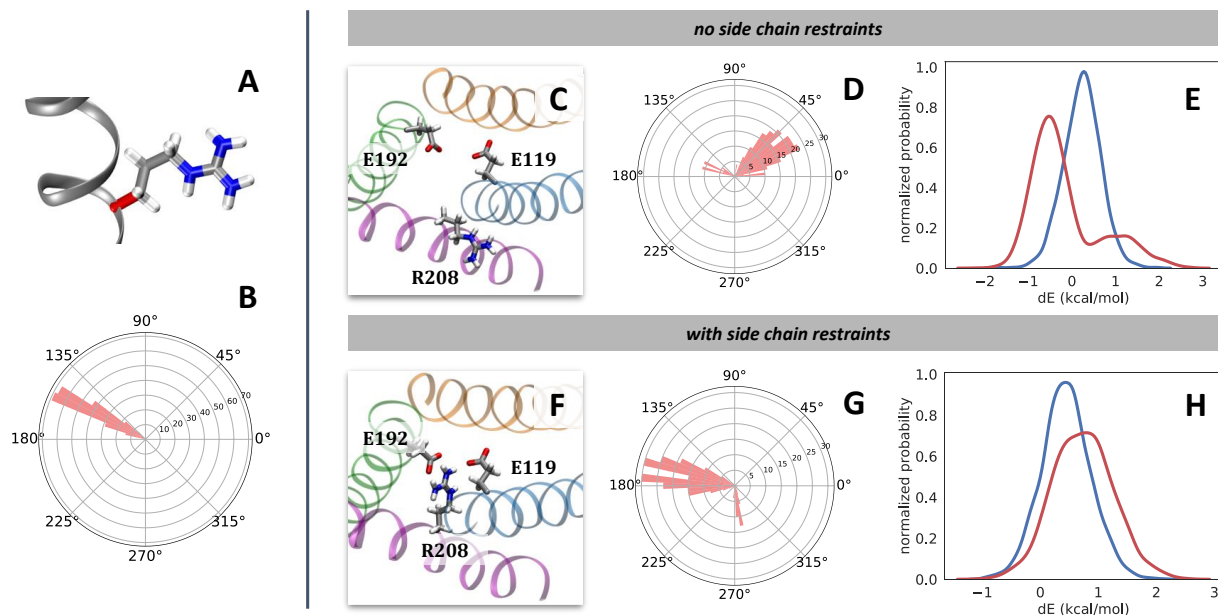 A
B
90°
135°
45°
180°
0°
225°
315°
270°
10 20 30 40 50 60 70
no side chain restraints
C
E192
E119
R208
D
90°
135°
45°
180°
0°
225°
315°
270°
5 10 15 20 25 30
E
normalized probability
1.0
0.8
0.6
0.4
0.2
0.0
−2 −1 0 1 2 3
dE (kcal/mol)
with side chain restraints
F
E192
E119
R208
G
90°
135°
45°
180°
0°
225°
315°
270°
5 10 15 20 25 30
H
normalized probability
1.0
0.8
0.6
0.4
0.2
0.0
−1 0 1 2 3
dE (kcal/mol)